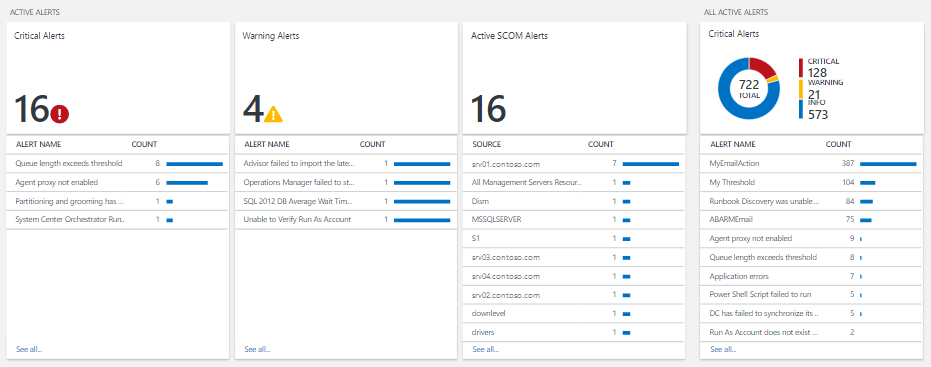 ACTIVE ALERTS
Critical Alerts
16
ALERT NAME COUNT
Queue length exceeds threshold 8
Agent proxy not enabled 6
Partitioning and grooming has ... 1
System Center Orchestrator Run... 1
See all...
Warning Alerts
4
ALERT NAME COUNT
Advisor failed to import the late... 1
Operations Manager failed to st... 1
SQL 2012 DB Average Wait Tim... 1
Unable to Verify Run As Account 1
See all...
Active SCOM Alerts
16
SOURCE COUNT
srv01.contoso.com 7
All Management Servers Resour... 1
Dism 1
MSSQLSERVER 1
S1 1
srv03.contoso.com 1
srv04.contoso.com 1
srv02.contoso.com 1
downlevel 1
drivers 1
See all...
ALL ACTIVE ALERTS
Critical Alerts
722
TOTAL
CRITICAL
128
WARNING
21
INFO
573
ALERT NAME COUNT
MyEmailAction 387
My Threshold 104
Runbook Discovery was unable... 84
ABARMEmail 75
Agent proxy not enabled 9
Queue length exceeds threshold 8
Application errors 7
Power Shell Script failed to run 5
DC has failed to synchronize its ... 5
Run As Account does not exist ... 2
See all...